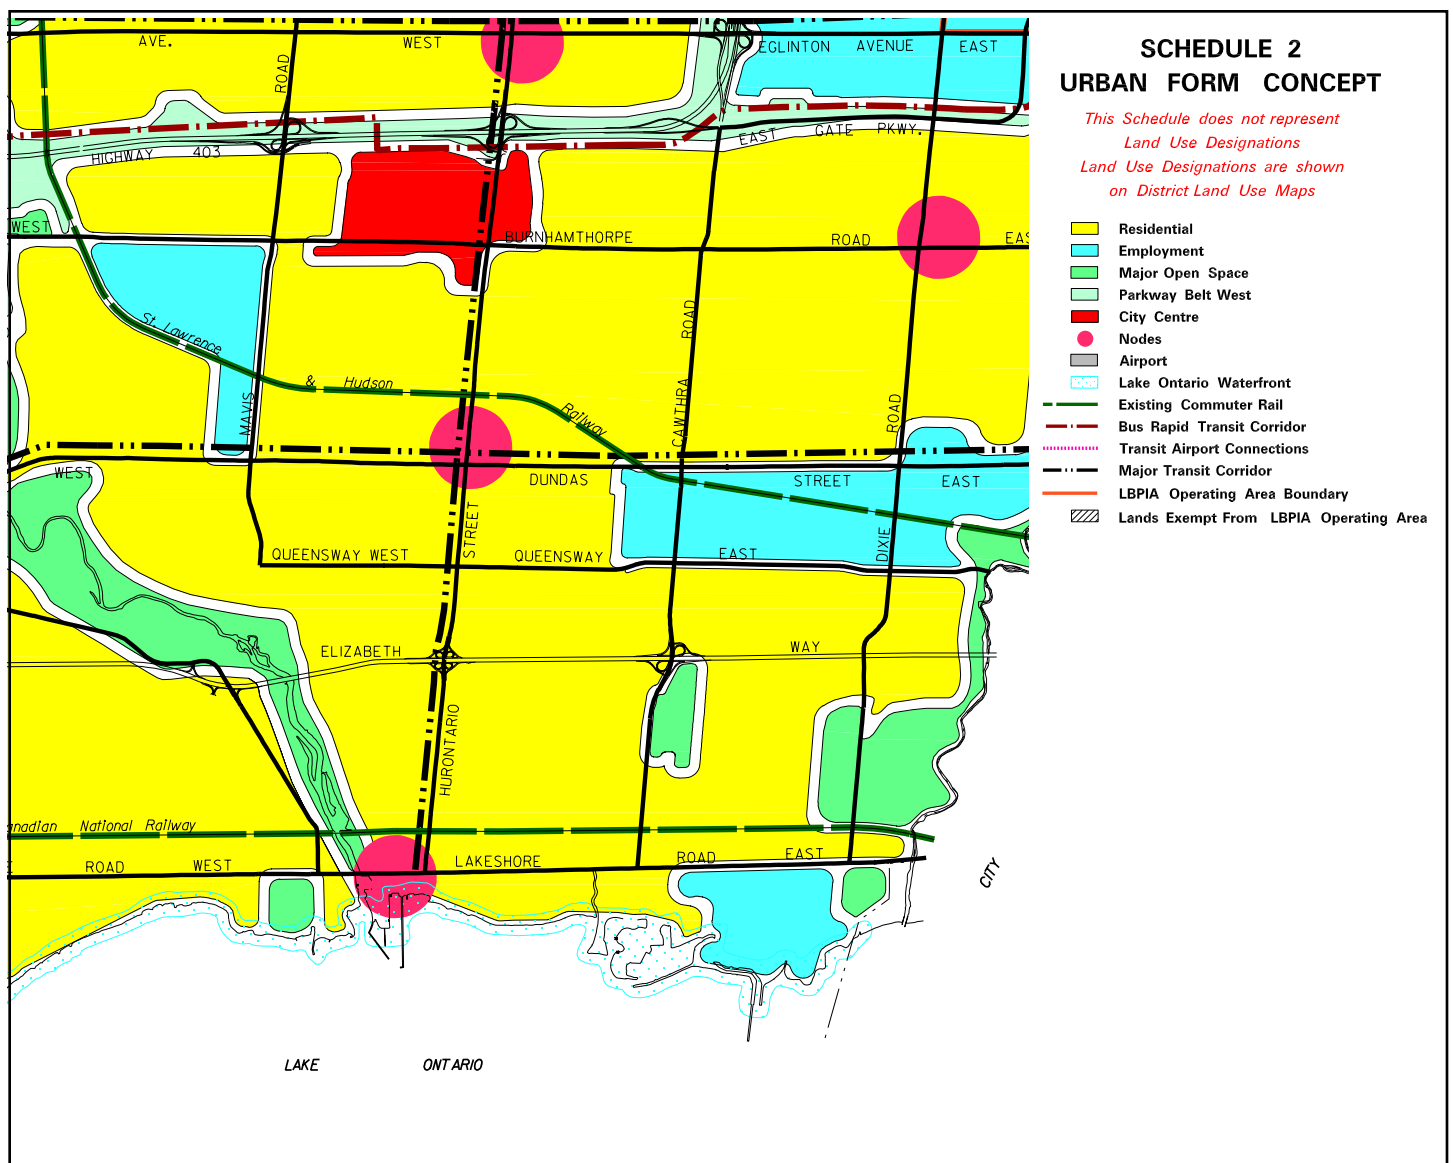 SCHEDULE 2
URBAN FORM CONCEPT
This Schedule does not represent
Land Use Designations
Land Use Designations are shown
on District Land Use Maps
Residential
Employment
Major Open Space
Parkway Belt West
City Centre
Nodes
Airport
Lake Ontario Waterfront
Existing Commuter Rail
Bus Rapid Transit Corridor
Transit Airport Connections
Major Transit Corridor
LBPIA Operating Area Boundary
Lands Exempt From LBPIA Operating Area
AVE. WEST EGLINTON AVENUE EAST
ROAD
HIGHWAY 403
EAST GATE PKWY.
WEST BURNHAMTHORPE ROAD EAS
St. Lawrence & Hudson Railway
MAVIS
CAWTHRA ROAD
DIXIE ROAD
HURONTARIO STREET
WEST DUNDAS STREET EAST
QUEENSWAY WEST QUEENSWAY EAST
ELIZABETH WAY
anadian National Railway
E ROAD WEST LAKESHORE ROAD EAST
CITY
LAKE ONTARIO